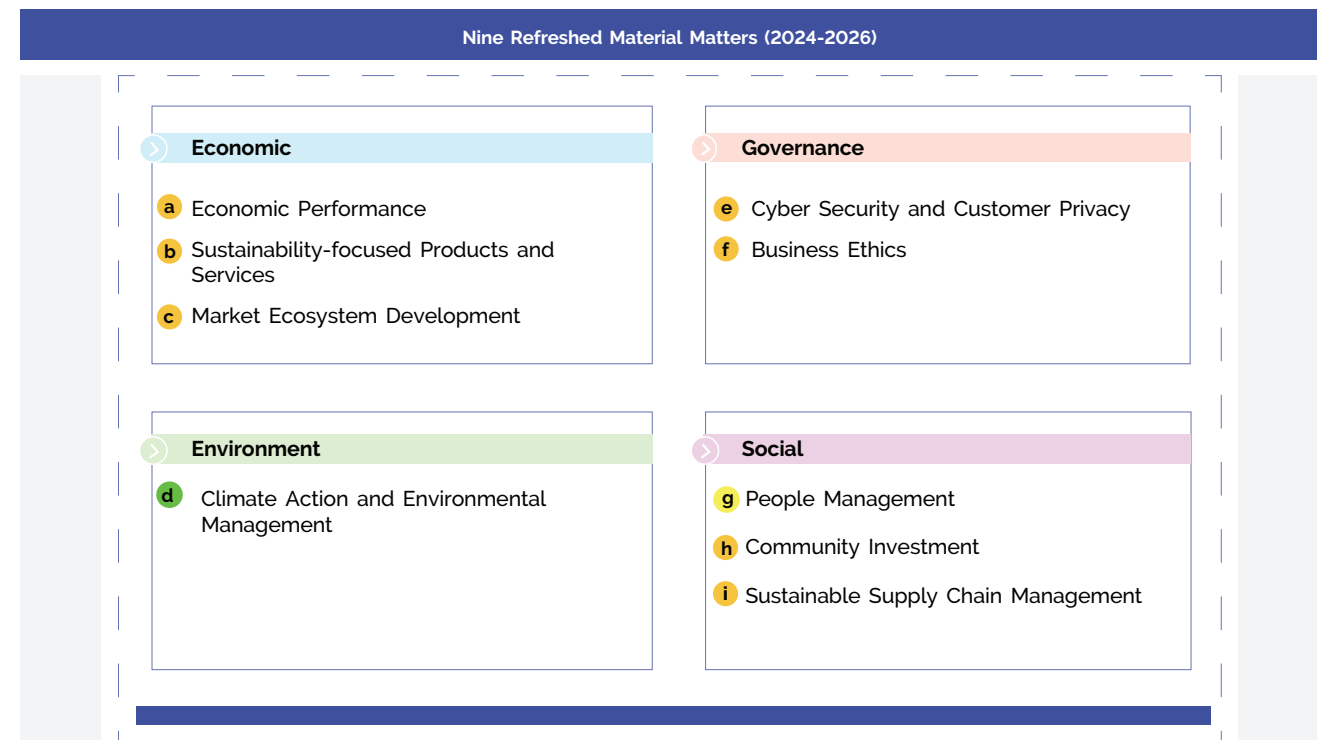 Nine Refreshed Material Matters (2024-2026)
Economic
a Economic Performance
b Sustainability-focused Products and
Services
c Market Ecosystem Development
Governance
e Cyber Security and Customer Privacy
f Business Ethics
Environment
d Climate Action and Environmental
Management
Social
g People Management
h Community Investment
i Sustainable Supply Chain Management